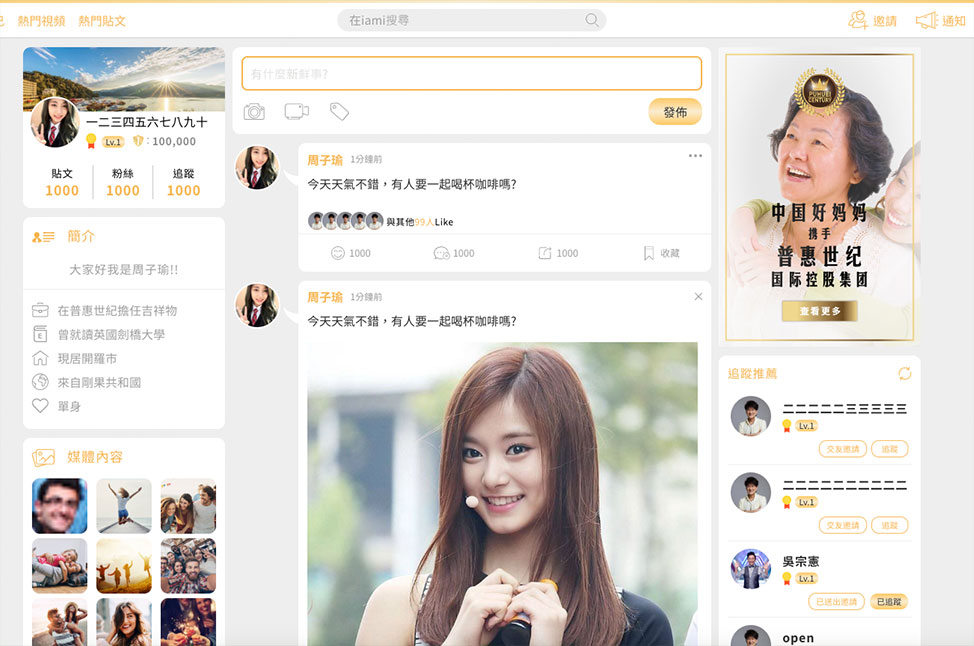 熱門視頻 熱門貼文
在iami搜尋
邀請 通知
一二三四五六七八九十
Lv.1 : 100,000
貼文 粉絲 追蹤
1000 1000 1000
簡介
大家好我是周子瑜!!
在普惠世紀擔任吉祥物
曾就讀英國劍橋大學
現居開羅市
來自剛果共和國
單身
媒體內容
有什麼新鮮事?
發佈
周子瑜 1分鐘前
今天天氣不錯，有人要一起喝杯咖啡嗎?
與其他99人Like
1000 1000 1000 收藏
周子瑜 1分鐘前
今天天氣不錯，有人要一起喝杯咖啡嗎?
PUHUI
CENTURY
中国好妈妈
携手
普惠世纪
国际控股集团
查看更多
追蹤推薦
二二二二二三三三三三
Lv.1
交友邀請 追蹤
二二二二二二二二二二
Lv.1
交友邀請 追蹤
吳宗憲
Lv.1
已送出邀請 已追蹤
open